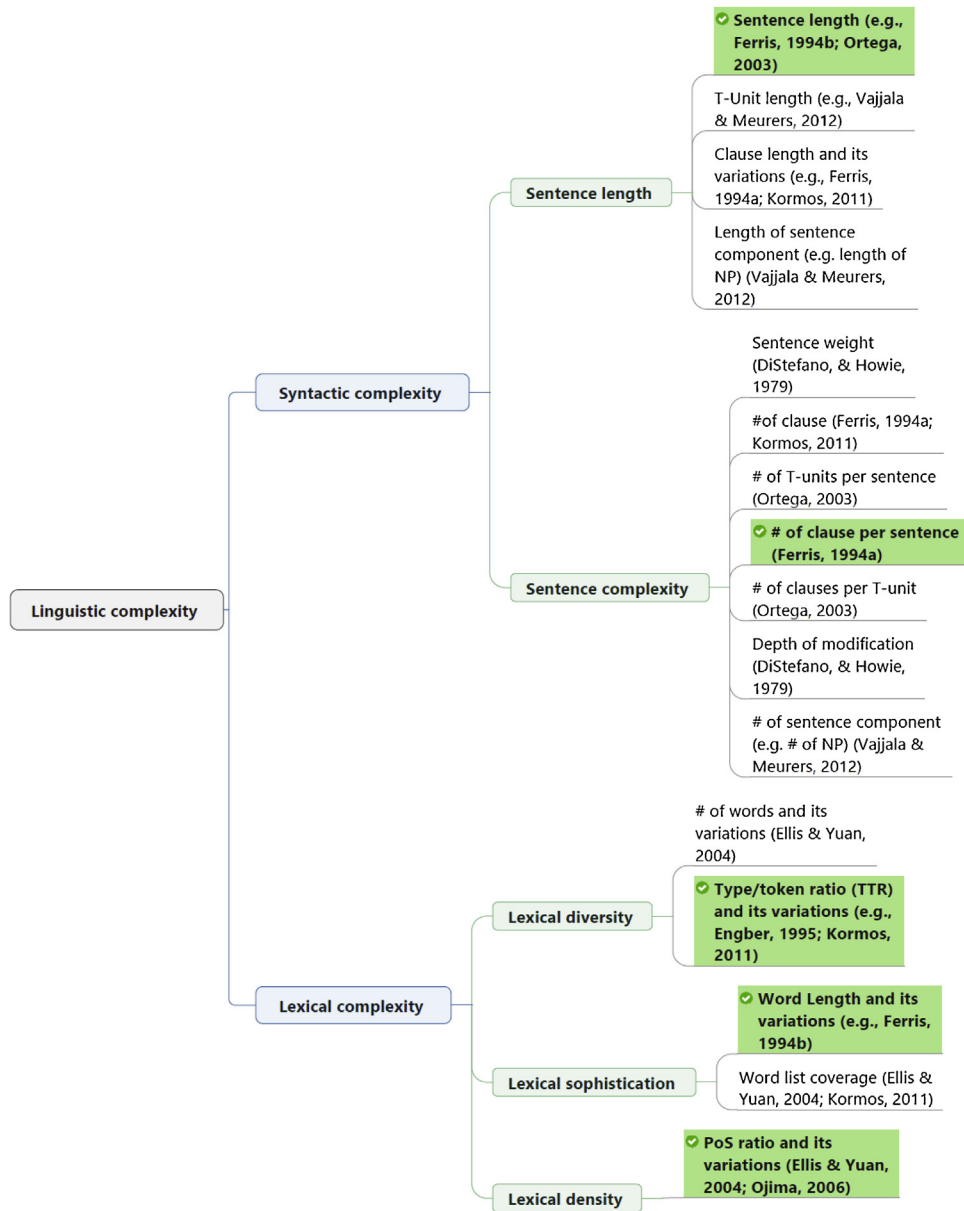 Sentence length (e.g.,
Ferris, 1994b; Ortega,
2003)
T-Unit length (e.g., Vajjala
& Meurers, 2012)
Clause length and its
variations (e.g., Ferris,
1994a; Kormos, 2011)
Sentence length
Length of sentence
component (e.g. length of
NP) (Vajjala & Meurers,
2012)
Sentence weight
(DiStefano, & Howie,
1979)
Syntactic complexity
#of clause (Ferris, 1994a;
Kormos, 2011)
# of T-units per sentence
(Ortega, 2003)
# of clause per sentence
(Ferris, 1994a)
Sentence complexity
# of clauses per T-unit
(Ortega, 2003)
Linguistic complexity
Depth of modification
(DiStefano, & Howie,
1979)
# of sentence component
(e.g. # of NP) (Vajjala &
Meurers, 2012)
# of words and its
variations (Ellis & Yuan,
2004)
Type/token ratio (TTR)
and its variations (e.g.,
Engber, 1995; Kormos,
2011)
Lexical diversity
Lexical complexity
Word Length and its
variations (e.g., Ferris,
1994b)
Lexical sophistication
Word list coverage (Ellis &
Yuan, 2004; Kormos, 2011)
PoS ratio and its
variations (Ellis & Yuan,
2004; Ojima, 2006)
Lexical density